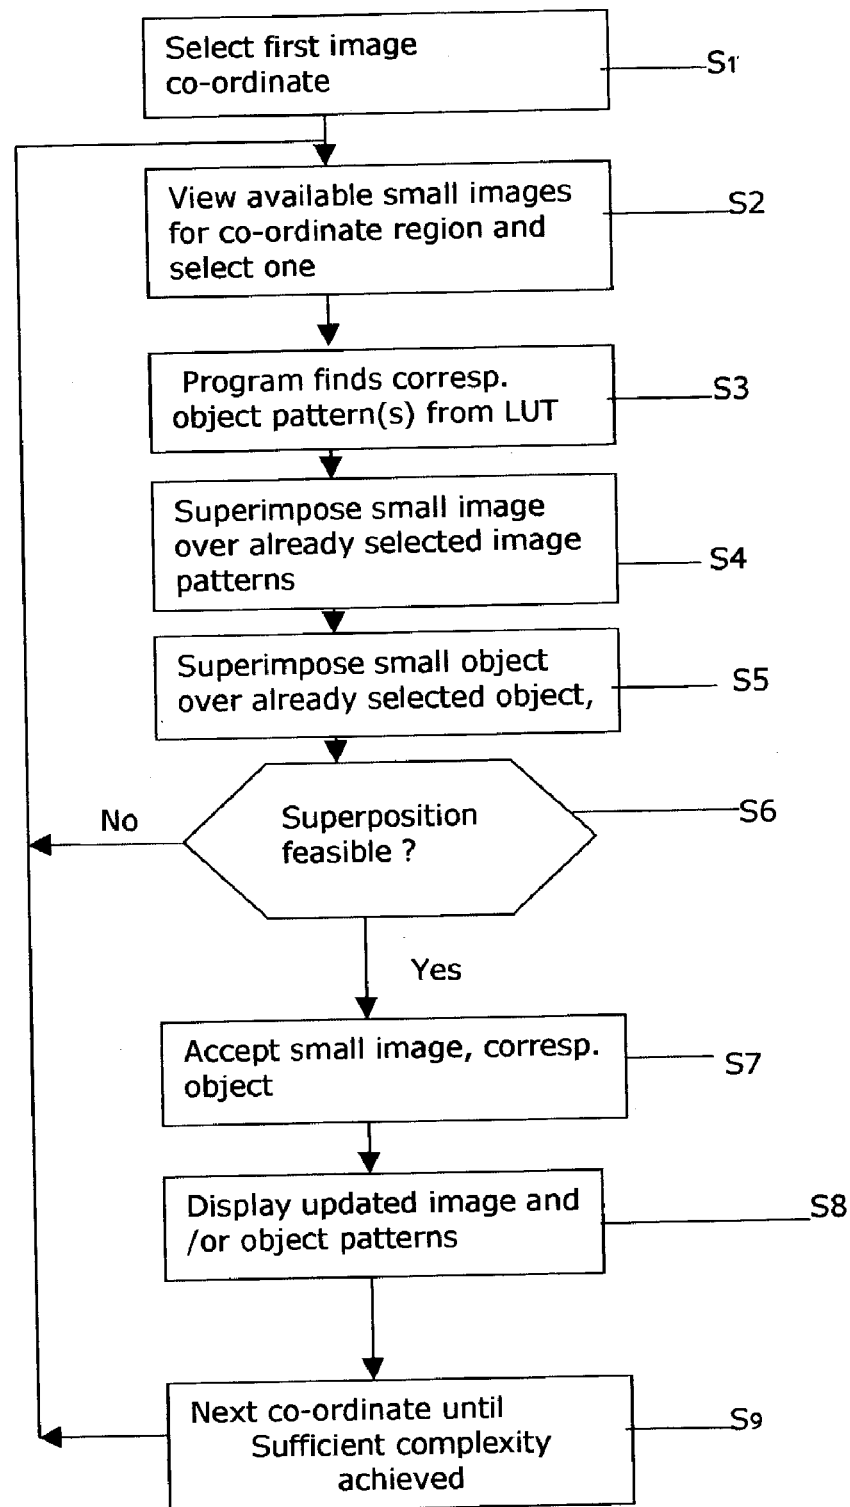 Select first image
co-ordinate
S1
View available small images
for co-ordinate region and
select one
S2
Program finds corresp.
object pattern(s) from LUT
S3
Superimpose small image
over already selected image
patterns
S4
Superimpose small object
over already selected object,
S5
Superposition
feasible ?
S6
No
Yes
Accept small image, corresp.
object
S7
Display updated image and
/or object patterns
S8
Next co-ordinate until
Sufficient complexity
achieved
S9